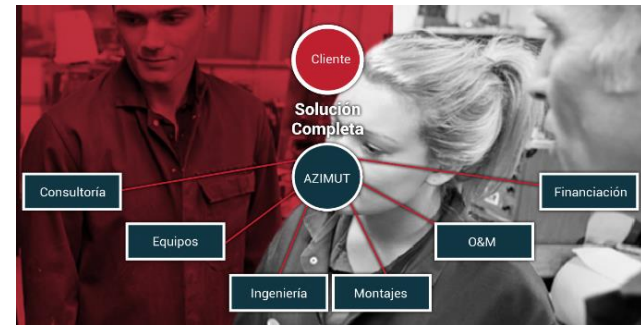 Cliente
Solución
Completa
AZIMUT
Consultoría
Financiación
Equipos
O&M
Ingeniería
Montajes